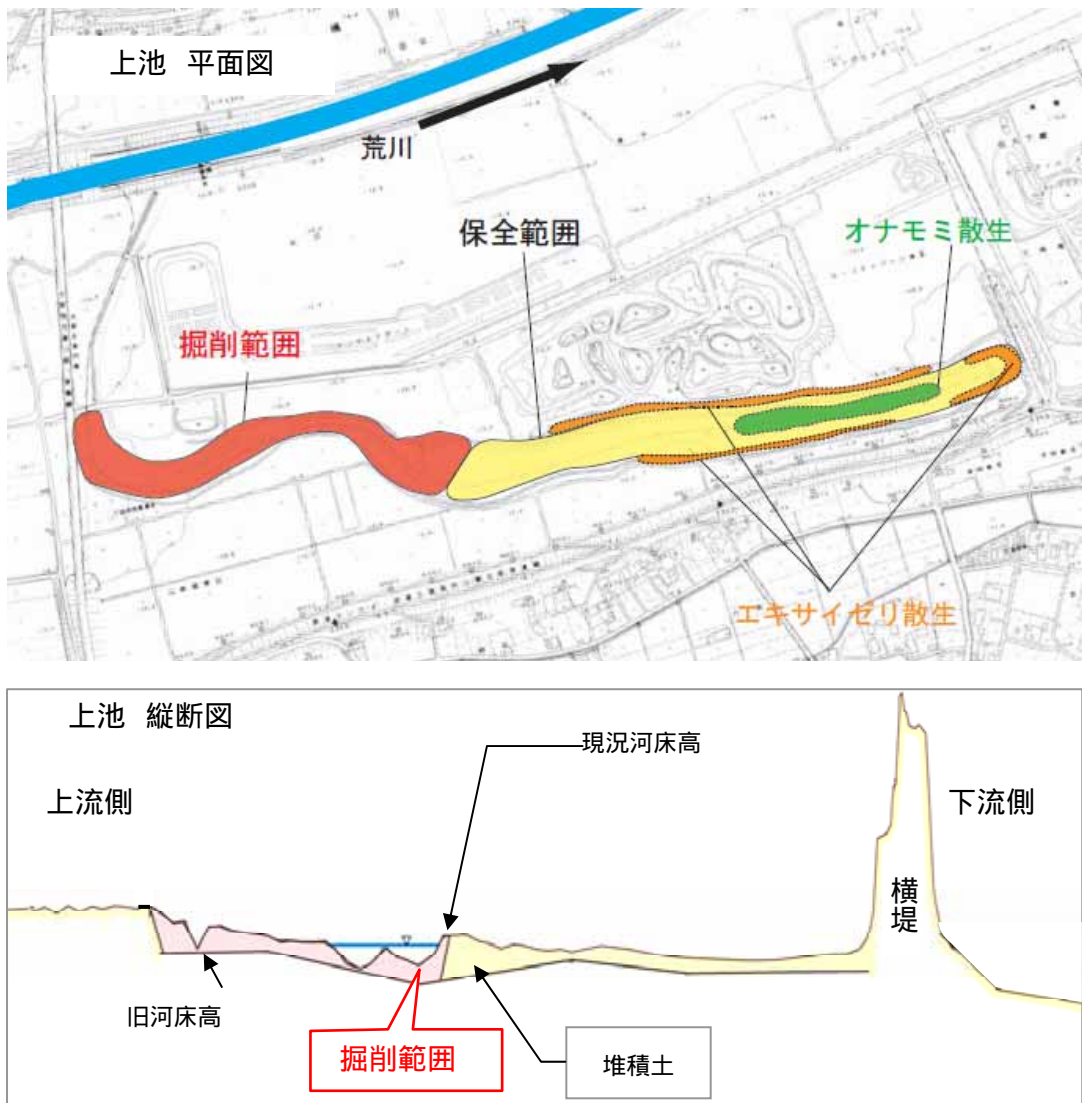 上池 平面図
荒川
保全範囲
オナモミ散生
掘削範囲
エキサイゼリ散生
上池 縦断図
現況河床高
上流側
下流側
横堤
旧河床高
掘削範囲
堆積土